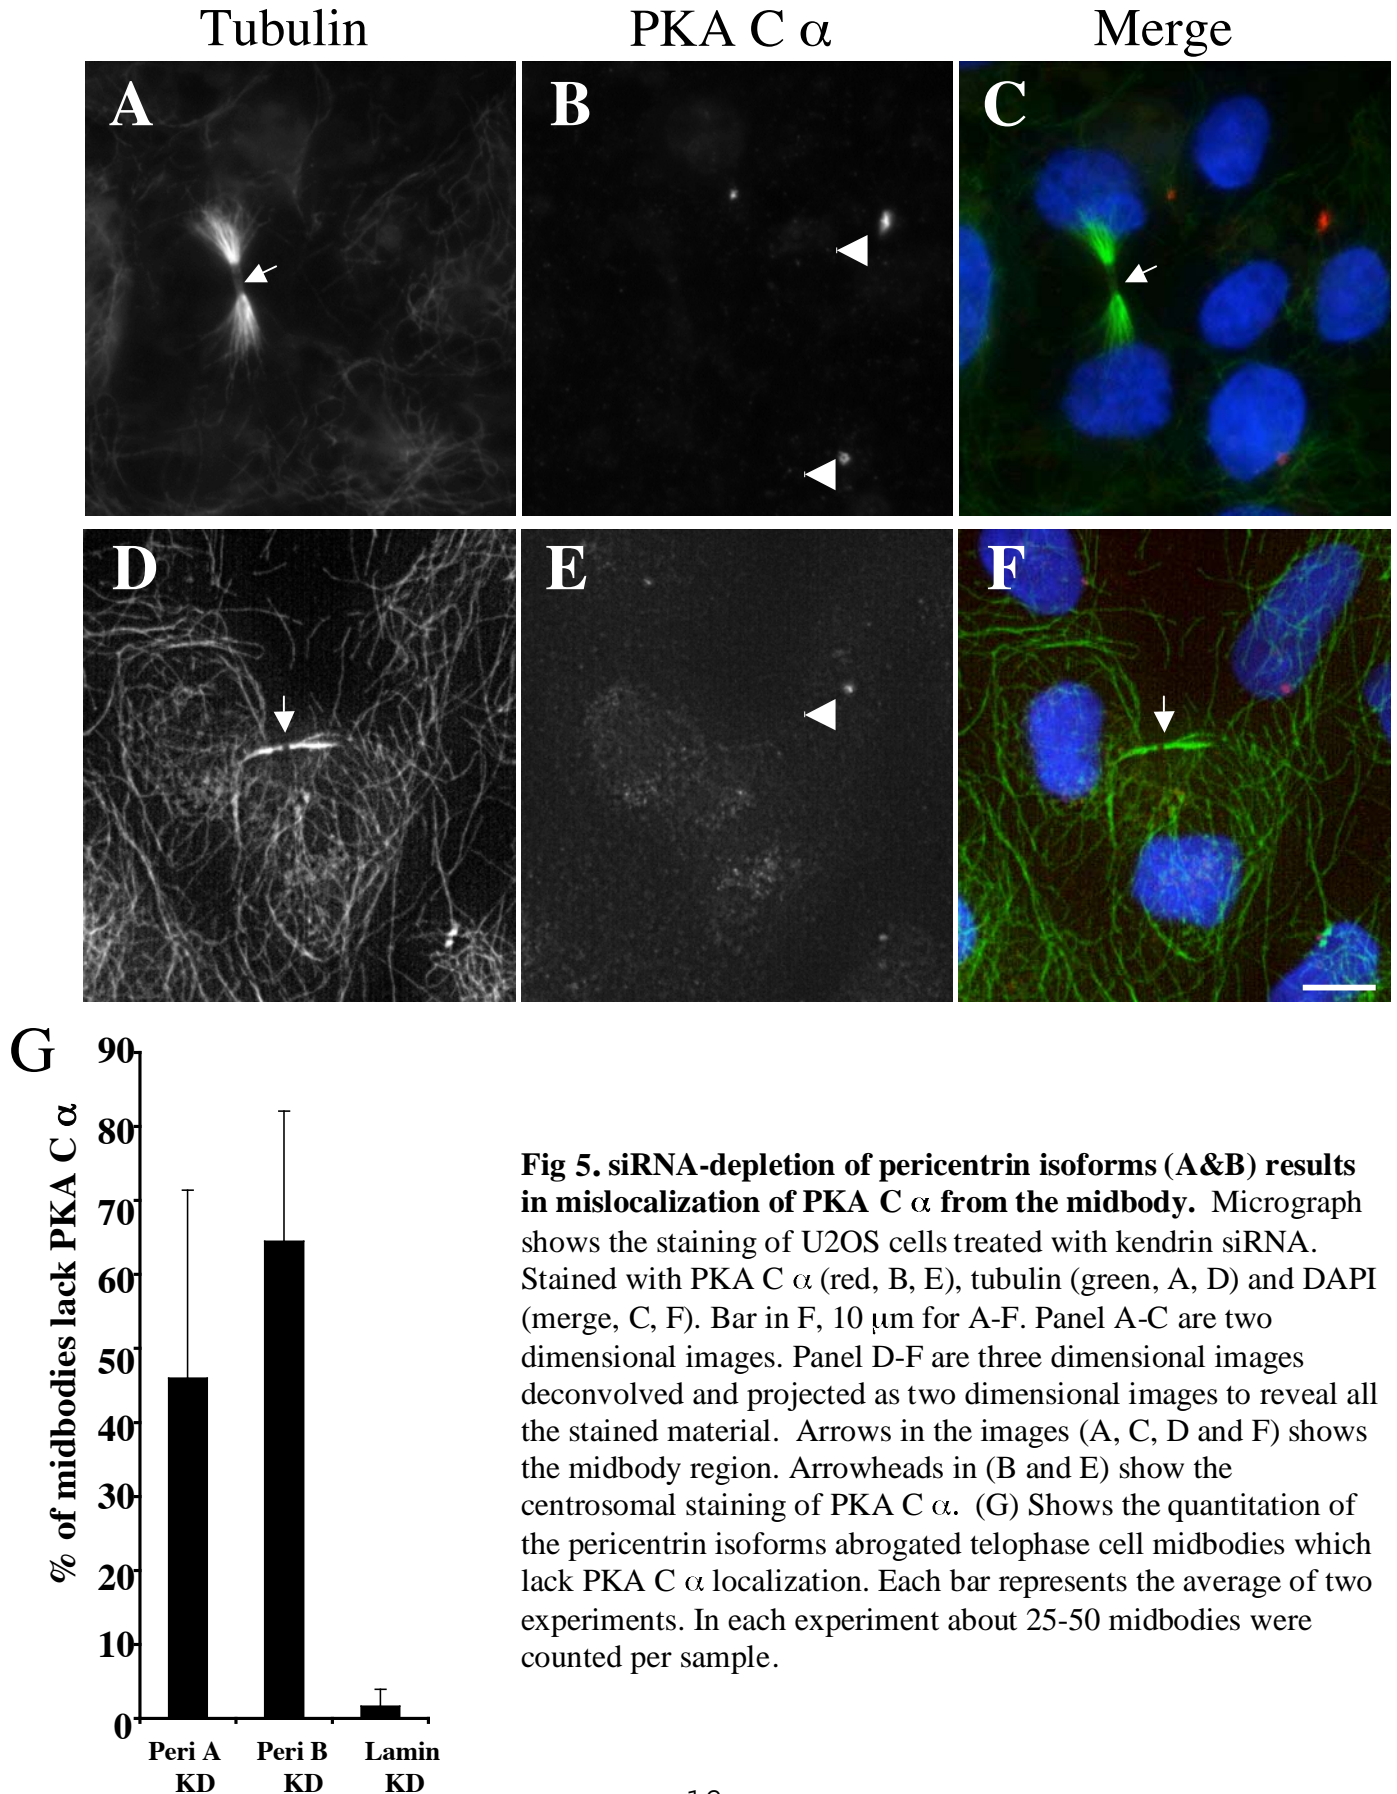 Tubulin PKA C α Merge
A B C
D E F
G
90
80
70
60
50
40
30
20
10
0
% of midbodies lack PKA C α
Peri A KD
Peri B KD
Lamin KD
Fig 5. siRNA-depletion of pericentrin isoforms (A&B) results
in mislocalization of PKA C α from the midbody. Micrograph
shows the staining of U2OS cells treated with kendrin siRNA.
Stained with PKA C α (red, B, E), tubulin (green, A, D) and DAPI
(merge, C, F). Bar in F, 10 μm for A-F. Panel A-C are two
dimensional images. Panel D-F are three dimensional images
deconvolved and projected as two dimensional images to reveal all
the stained material. Arrows in the images (A, C, D and F) shows
the midbody region. Arrowheads in (B and E) show the
centrosomal staining of PKA C α. (G) Shows the quantitation of
the pericentrin isoforms abrogated telophase cell midbodies which
lack PKA C α localization. Each bar represents the average of two
experiments. In each experiment about 25-50 midbodies were
counted per sample.